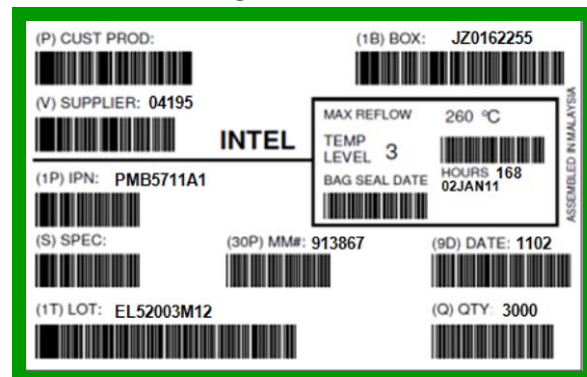 (P) CUST PROD:
(1B) BOX: JZ0162255
(V) SUPPLIER: 04195
INTEL
MAX REFLOW 260 ºC
TEMP
LEVEL 3
HOURS 168
BAG SEAL DATE 02JAN11
ASSEMBLED IN MALAYSIA
(1P) IPN: PMB5711A1
(S) SPEC:
(30P) MM#: 913867
(9D) DATE: 1102
(1T) LOT: EL52003M12
(Q) QTY: 3000